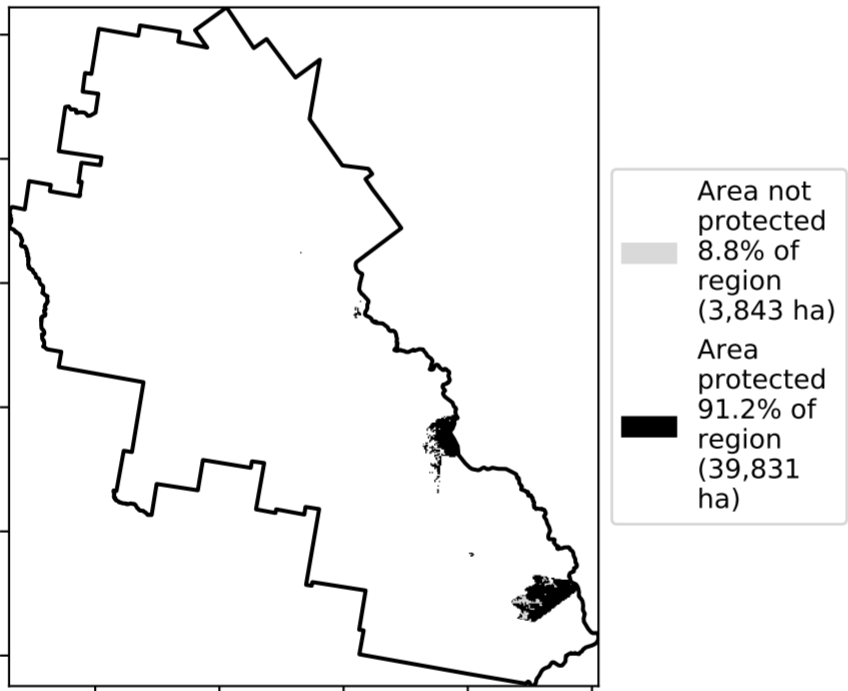 Area not
protected
8.8% of
region
(3,843 ha)
Area
protected
91.2% of
region
(39,831
ha)